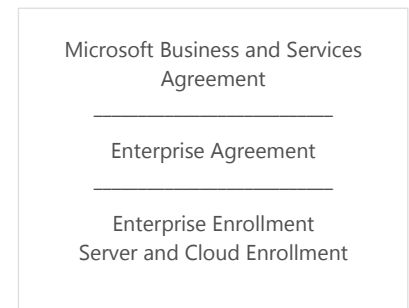 Microsoft Business and Services
Agreement
Enterprise Agreement
Enterprise Enrollment
Server and Cloud Enrollment